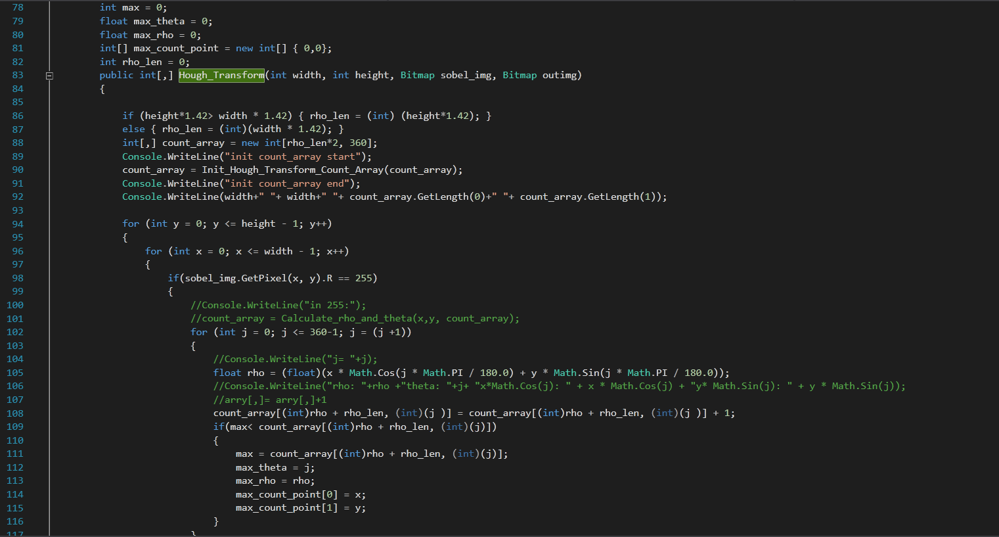 78 int max = 0;
79 float max_theta = 0;
80 float max_rho = 0;
81 int[] max_count_point = new int[] { 0,0};
82 int rho_len = 0;
83 public int[,] Hough_Transform(int width, int height, Bitmap sobel_img, Bitmap outimg)
84 {
85
86 if (height*1.42> width * 1.42) { rho_len = (int) (height*1.42); }
87 else { rho_len = (int)(width * 1.42); }
88 int[,] count_array = new int[rho_len*2, 360];
89 Console.WriteLine("init count_array start");
90 count_array = Init_Hough_Transform_Count_Array(count_array);
91 Console.WriteLine("init count_array end");
92 Console.WriteLine(width+" "+ width+" "+ count_array.GetLength(0)+" "+ count_array.GetLength(1));
93
94 for (int y = 0; y <= height - 1; y++)
95 {
96 for (int x = 0; x <= width - 1; x++)
97 {
98 if(sobel_img.GetPixel(x, y).R == 255)
99 {
100 //Console.WriteLine("in 255:");
101 //count_array = Calculate_rho_and_theta(x,y, count_array);
102 for (int j = 0; j <= 360-1; j = (j +1))
103 {
104 //Console.WriteLine("j= "+j);
105 float rho = (float)(x * Math.Cos(j * Math.PI / 180.0) + y * Math.Sin(j * Math.PI / 180.0));
106 //Console.WriteLine("rho: "+rho +"theta: "+j+ "x*Math.Cos(j): " + x * Math.Cos(j) + "y* Math.Sin(j): " + y * Math.Sin(j));
107 //arry[,]= arry[,]+1
108 count_array[(int)rho + rho_len, (int)(j )] = count_array[(int)rho + rho_len, (int)(j )] + 1;
109 if(max< count_array[(int)rho + rho_len, (int)(j)])
110 {
111 max = count_array[(int)rho + rho_len, (int)(j)];
112 max_theta = j;
113 max_rho = rho;
114 max_count_point[0] = x;
115 max_count_point[1] = y;
116 }
117 }